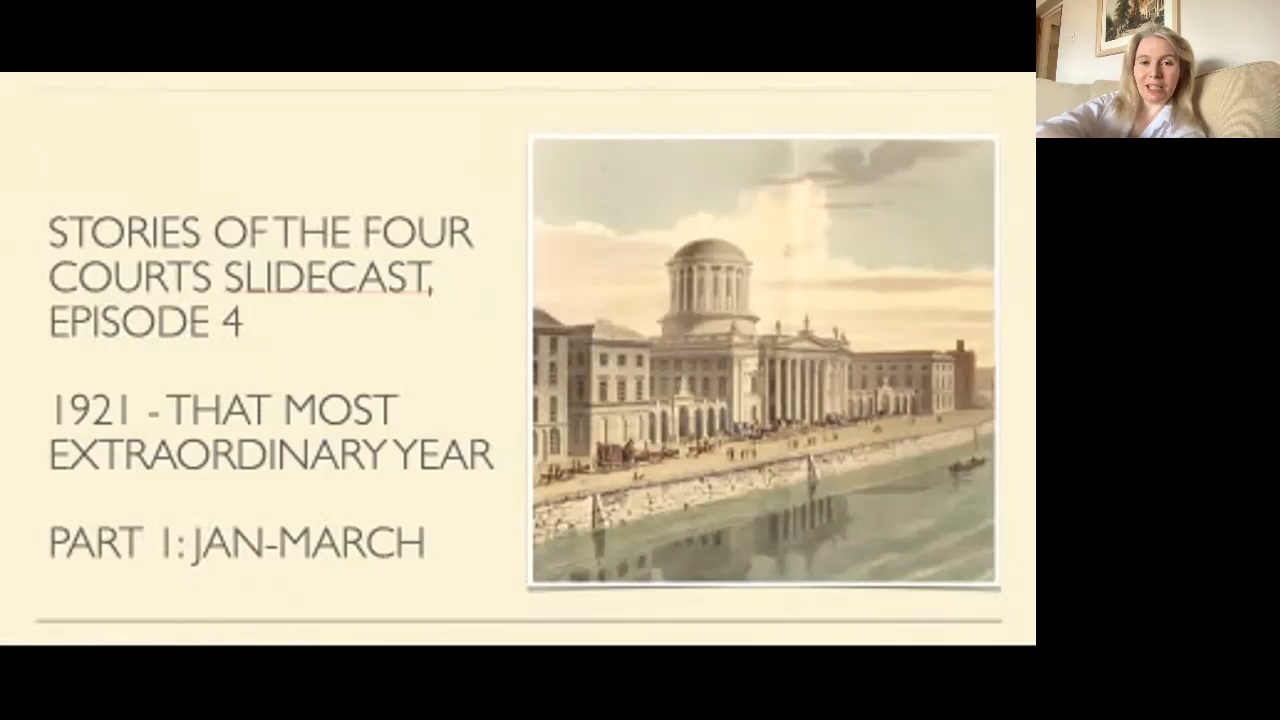 STORIES OF THE FOUR
COURTS SLIDECAST,
EPISODE 4
1921 - THAT MOST
EXTRAORDINARY YEAR
PART 1: JAN-MARCH